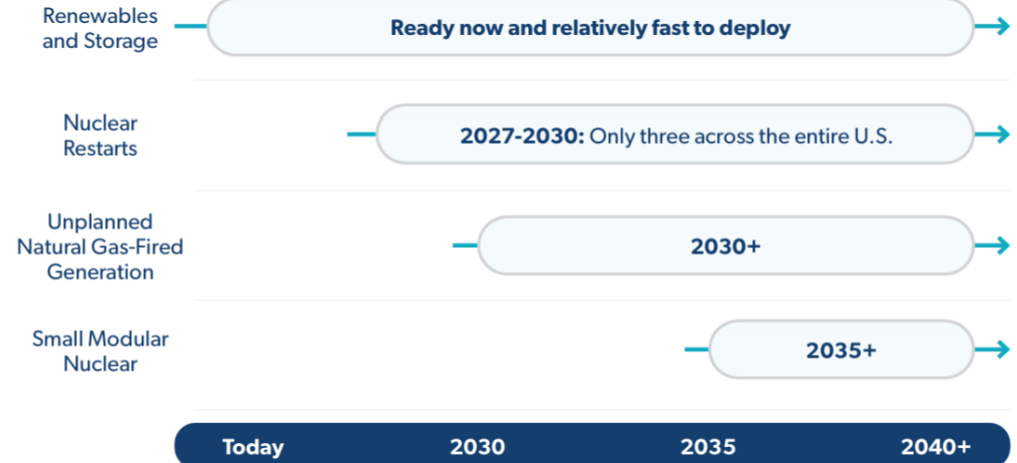 Renewables
and Storage
Ready now and relatively fast to deploy
Nuclear
Restarts
2027-2030: Only three across the entire U.S.
Unplanned
Natural Gas-Fired
Generation
2030+
Small Modular
Nuclear
2035+
Today 2030 2035 2040+